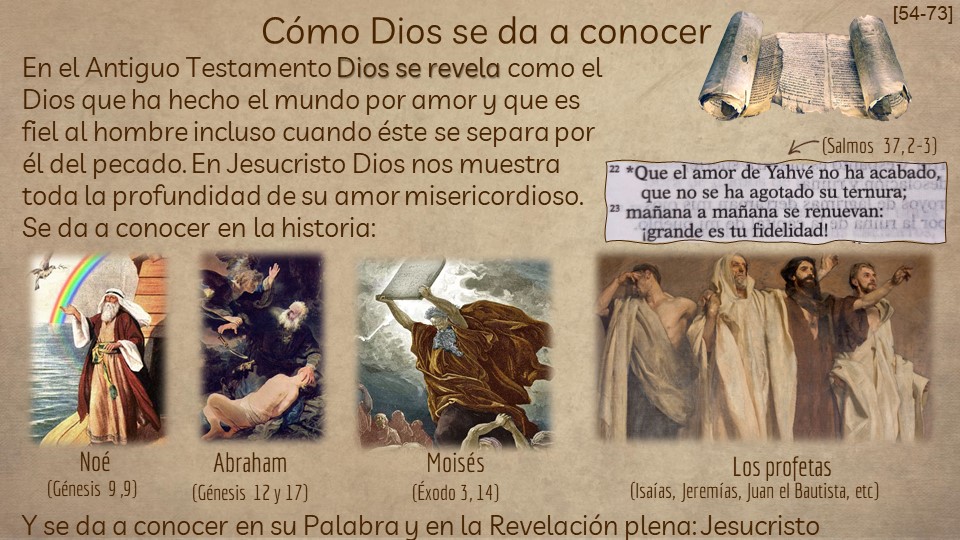 [54-73]
Cómo Dios se da a conocer
En el Antiguo Testamento Dios se revela como el
Dios que ha hecho el mundo por amor y que es
fiel al hombre incluso cuando éste se separa por
él del pecado. En Jesucristo Dios nos muestra
toda la profundidad de su amor misericordioso.
Se da a conocer en la historia:
(Salmos 37,2-3)
22 *Que el amor de Yahvé no ha acabado,
que no se ha agotado su ternura;
23 mañana a mañana se renuevan:
¡grande es tu fidelidad!
Noé
(Génesis 9,9)
Abraham
(Génesis 12 y 17)
Moisés
(Éxodo 3,14)
Los profetas
(Isaías, Jeremías, Juan el Bautista, etc)
Y se da a conocer en su Palabra y en la Revelación plena: Jesucristo